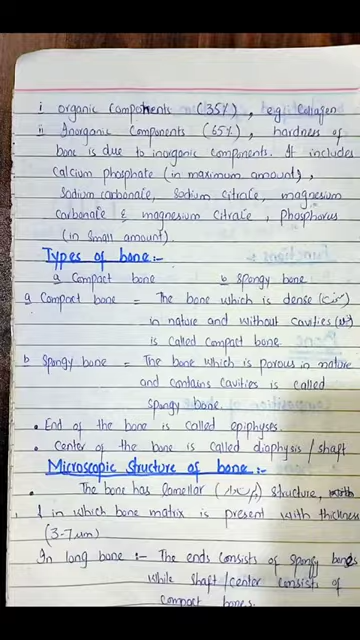 i organic components (35%), e.g Collagen
ii Inorganic Components (65%), hardness of
bone is due to inorganic compnents. It includes
Calcium phosphate (in maximum amount),
Sodium carbonate, Sodium citrate, magnesium
carbonate & magnesium citrate, phosphorus
(in small amount).
Types of bone:-
a Compact bone b Spongy bone
a Compact bone = The bone which is dense
in nature and without cavities
is called compact bone.
b Spongy bone = The bone which is porous in nature
and contains cavities is called
spongy bone.
• End of the bone is called epiphyses.
• Center of the bone is called diaphysis / shaft
Microscopic structure of bone:-
• The bone has lamellar structure,
in which bone matrix is present with thickness
(3-7um)
In long bone :- The ends consists of spongy bones
while shaft/center consists of
compact bones.